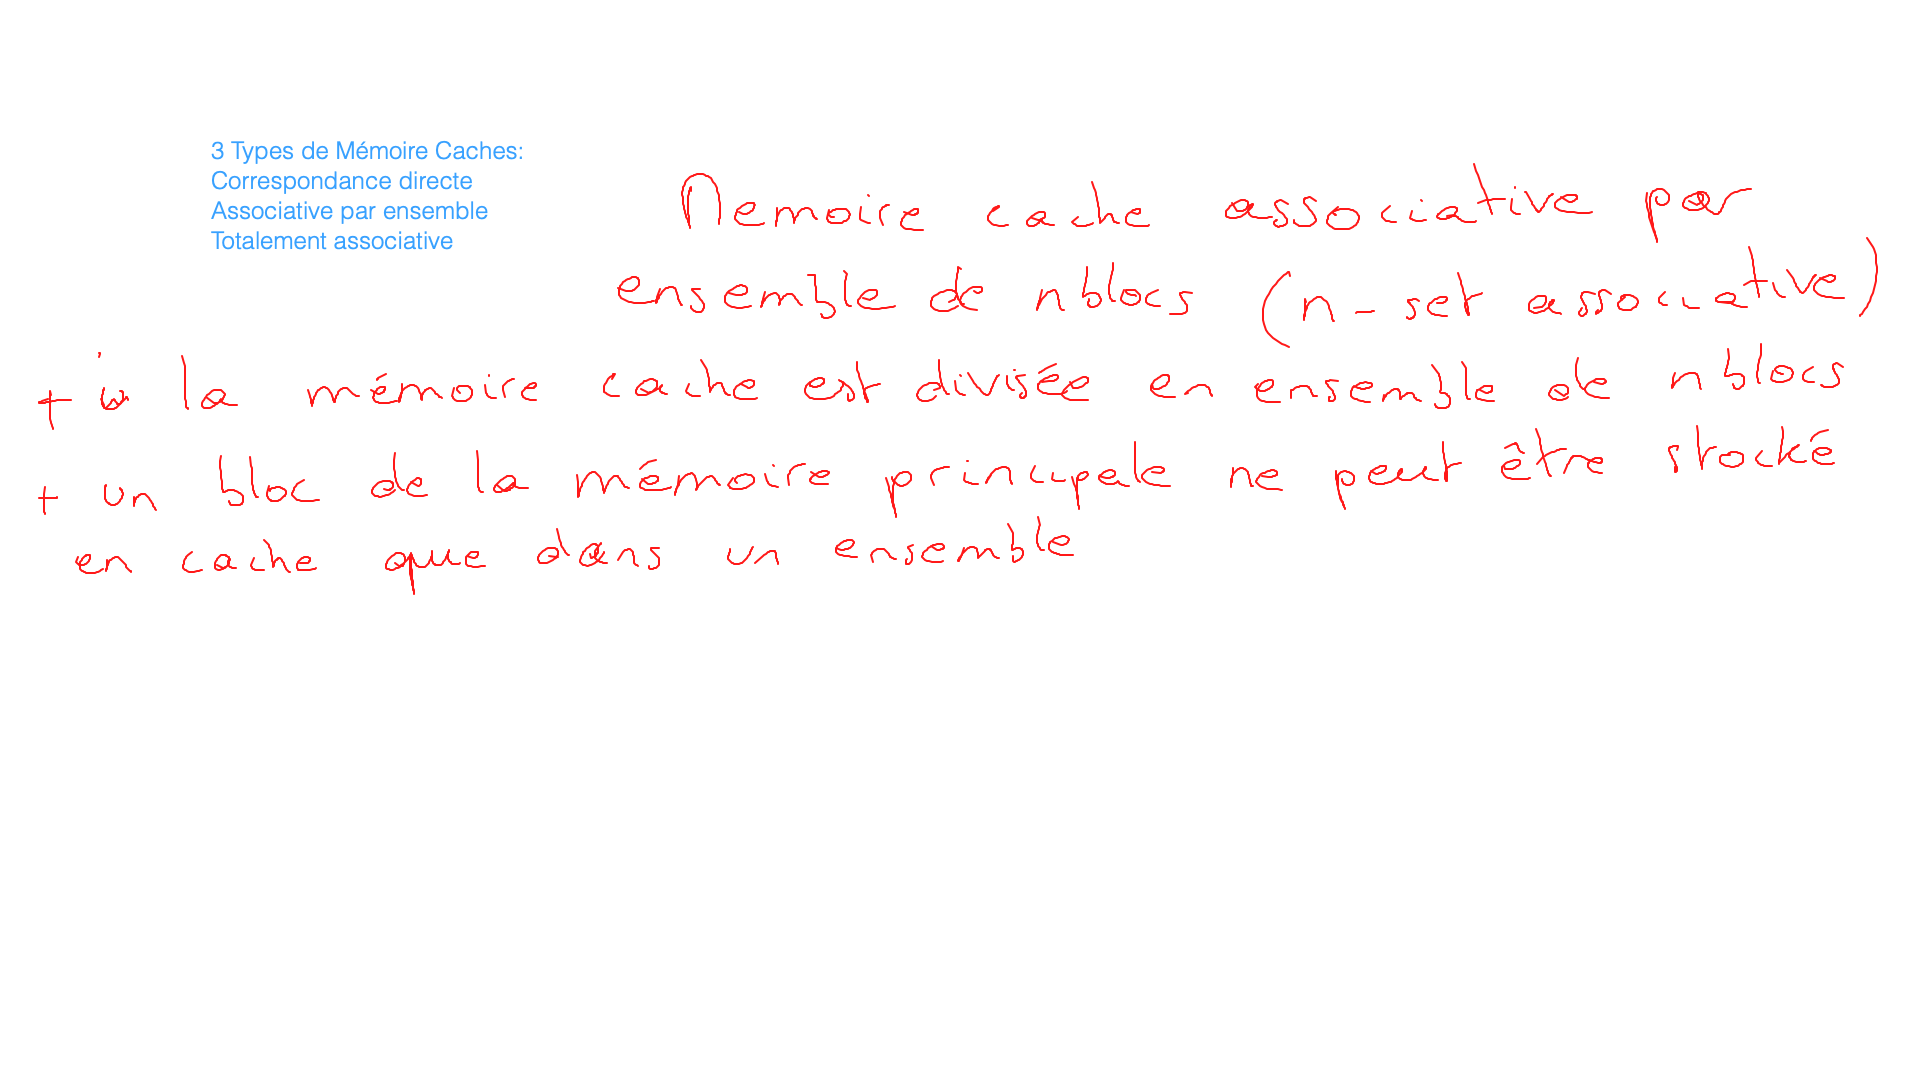 3 Types de Mémoire Caches:
Correspondance directe
Associative par ensemble
Totalement associative
Memoire cache associative par
ensemble de n blocs (n-set associative)
+ la mémoire cache est divisée en ensemble de n blocs
+ un bloc de la mémoire principale ne peut être stocké
en cache que dans un ensemble